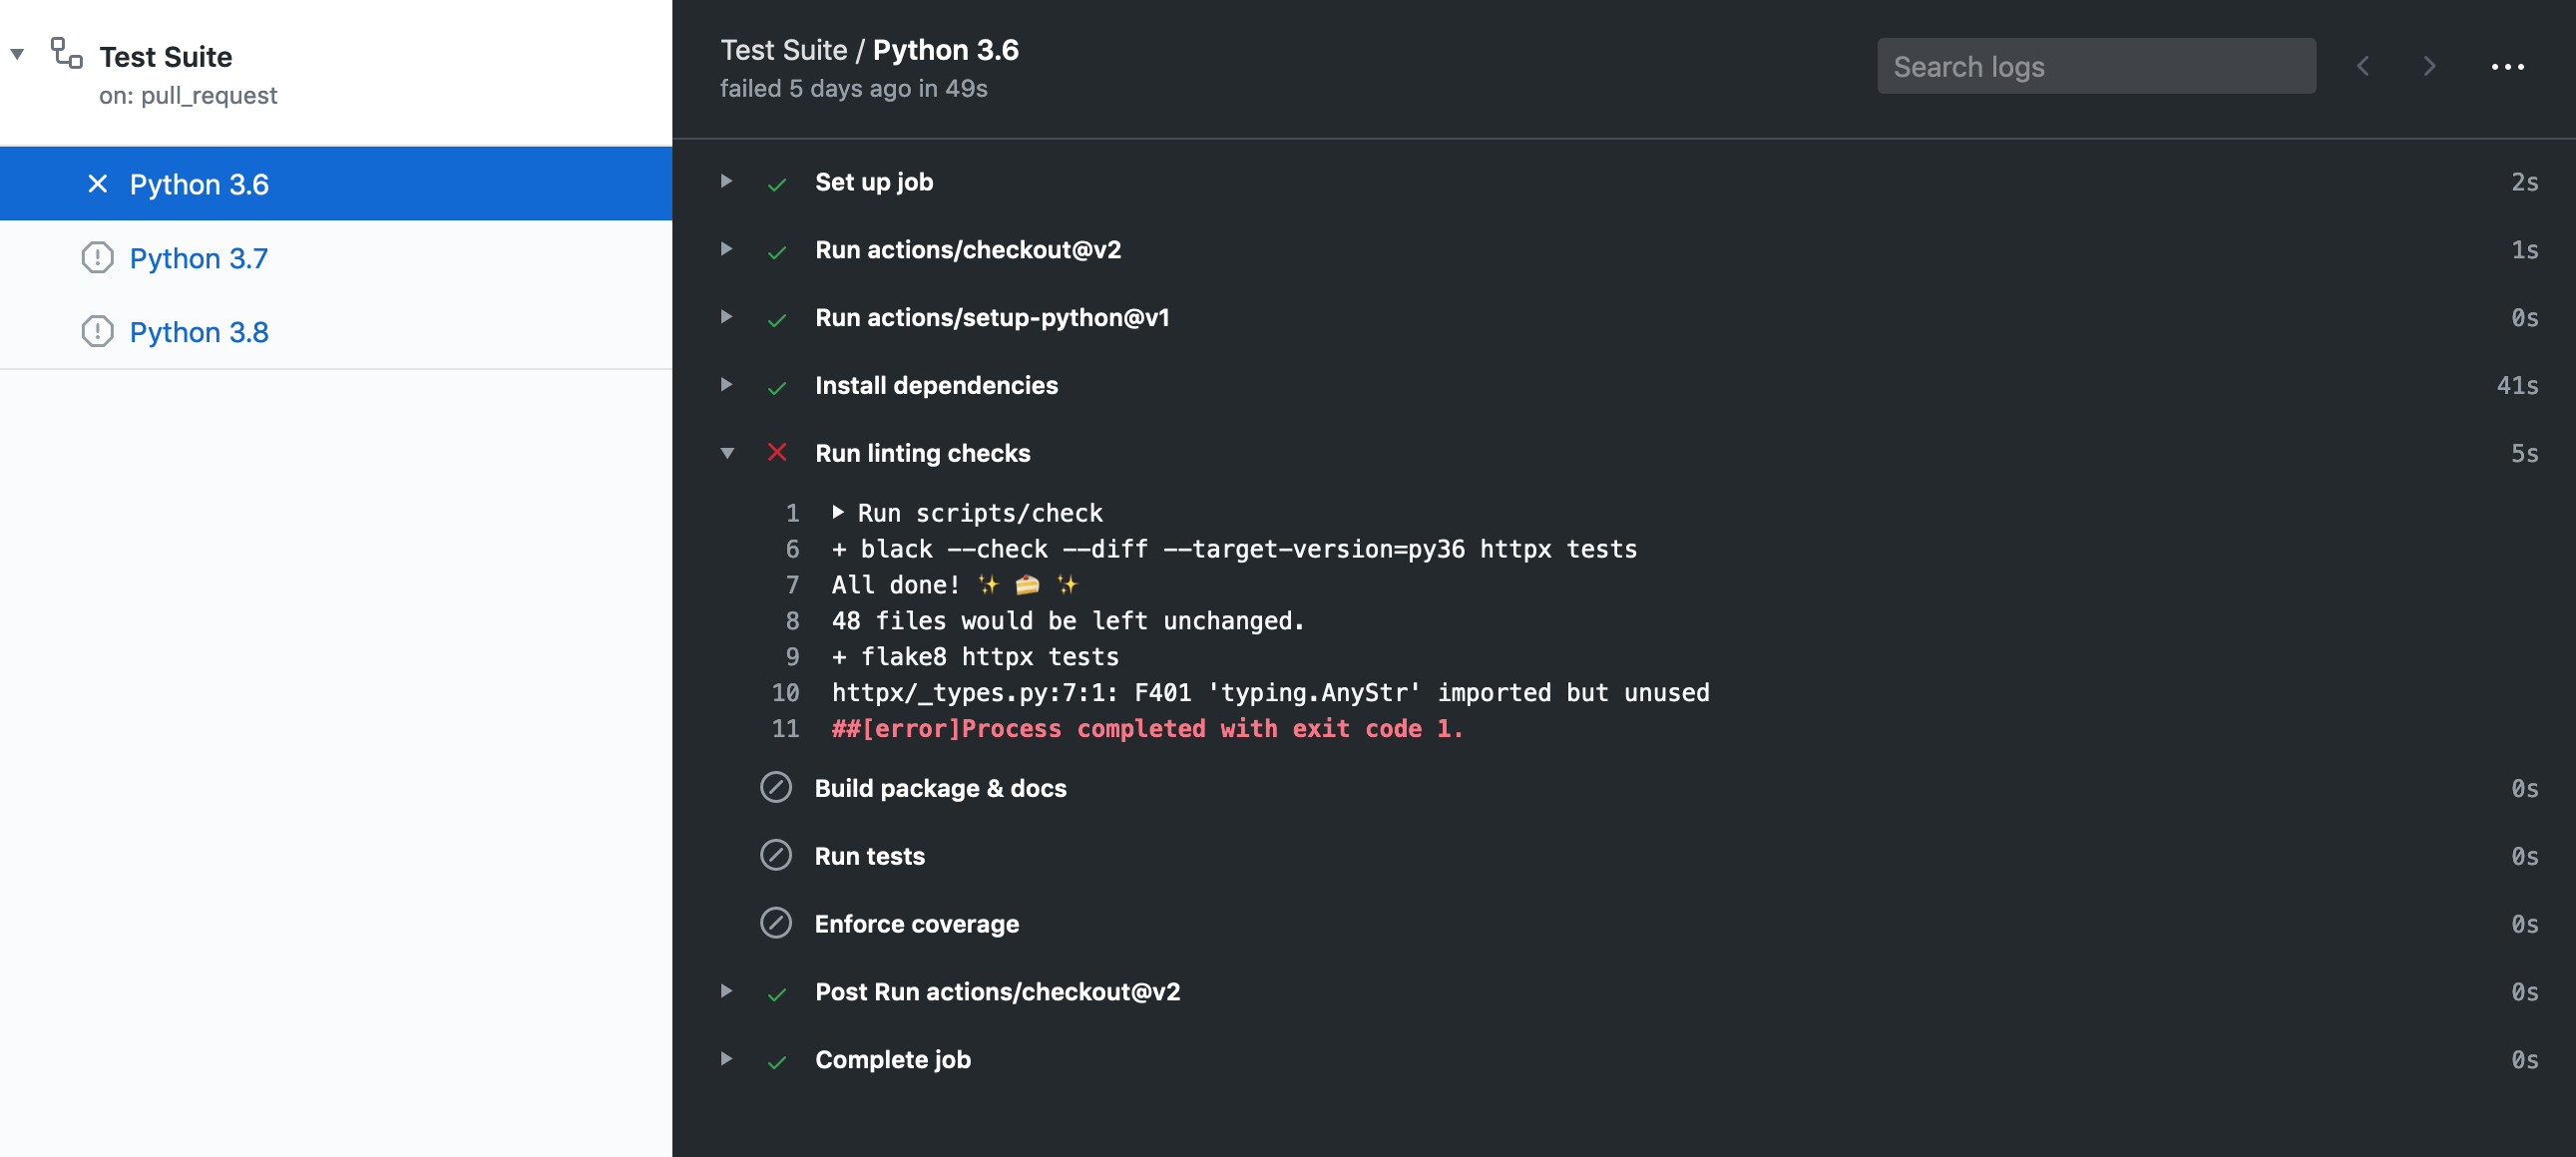 Test Suite
on: pull_request
Python 3.6
Python 3.7
Python 3.8
Test Suite / Python 3.6
failed 5 days ago in 49s
Search logs
Set up job 2s
Run actions/checkout@v2 1s
Run actions/setup-python@v1 0s
Install dependencies 41s
Run linting checks 5s
1 Run scripts/check
6 + black --check --diff --target-version=py36 httpx tests
7 All done! ✨ 🍰 ✨
8 48 files would be left unchanged.
9 + flake8 httpx tests
10 httpx/_types.py:7:1: F401 'typing.AnyStr' imported but unused
11 ##[error]Process completed with exit code 1.
Build package & docs 0s
Run tests 0s
Enforce coverage 0s
Post Run actions/checkout@v2 0s
Complete job 0s